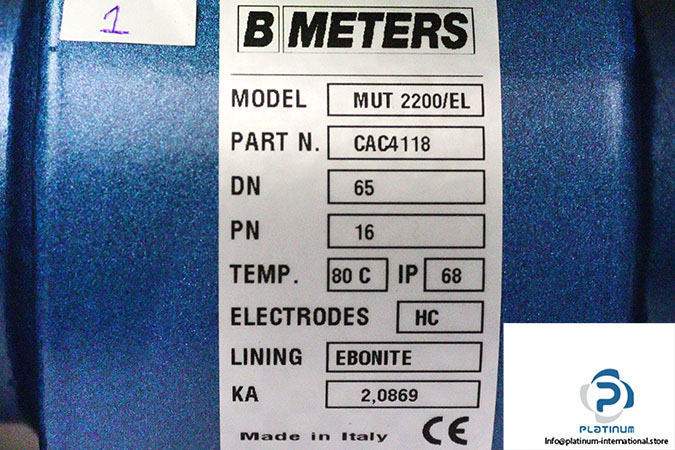 1
B METERS
MODEL MUT 2200/EL
PART N. CAC4118
DN 65
PN 16
TEMP. 80 C IP 68
ELECTRODES HC
LINING EBONITE
KA 2,0869
Made in Italy CE
PLATINUM
Info@platinum-international.store